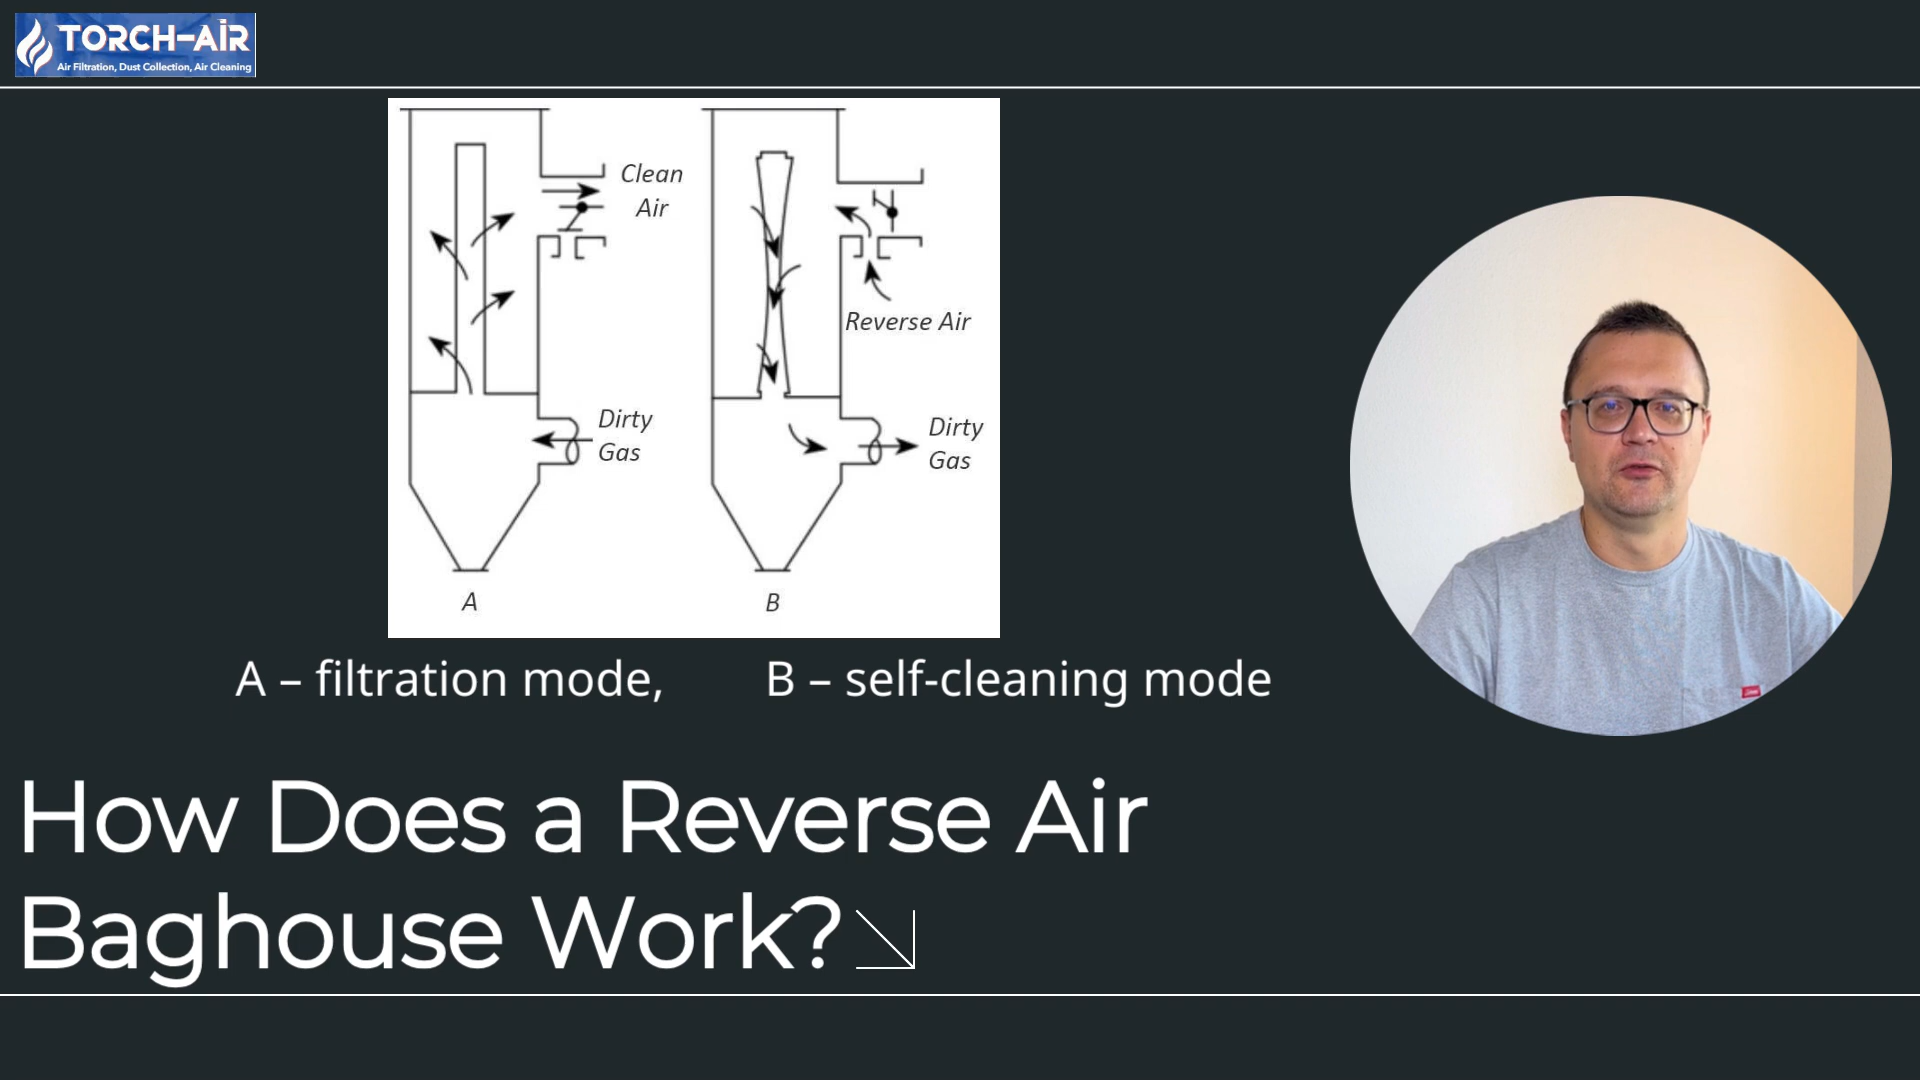 TORCH-AIR
Air Filtration, Dust Collection, Air Cleaning
Clean
Air
Dirty
Gas
A
Reverse Air
Dirty
Gas
B
A – filtration mode, B – self-cleaning mode
How Does a Reverse Air
Baghouse Work?